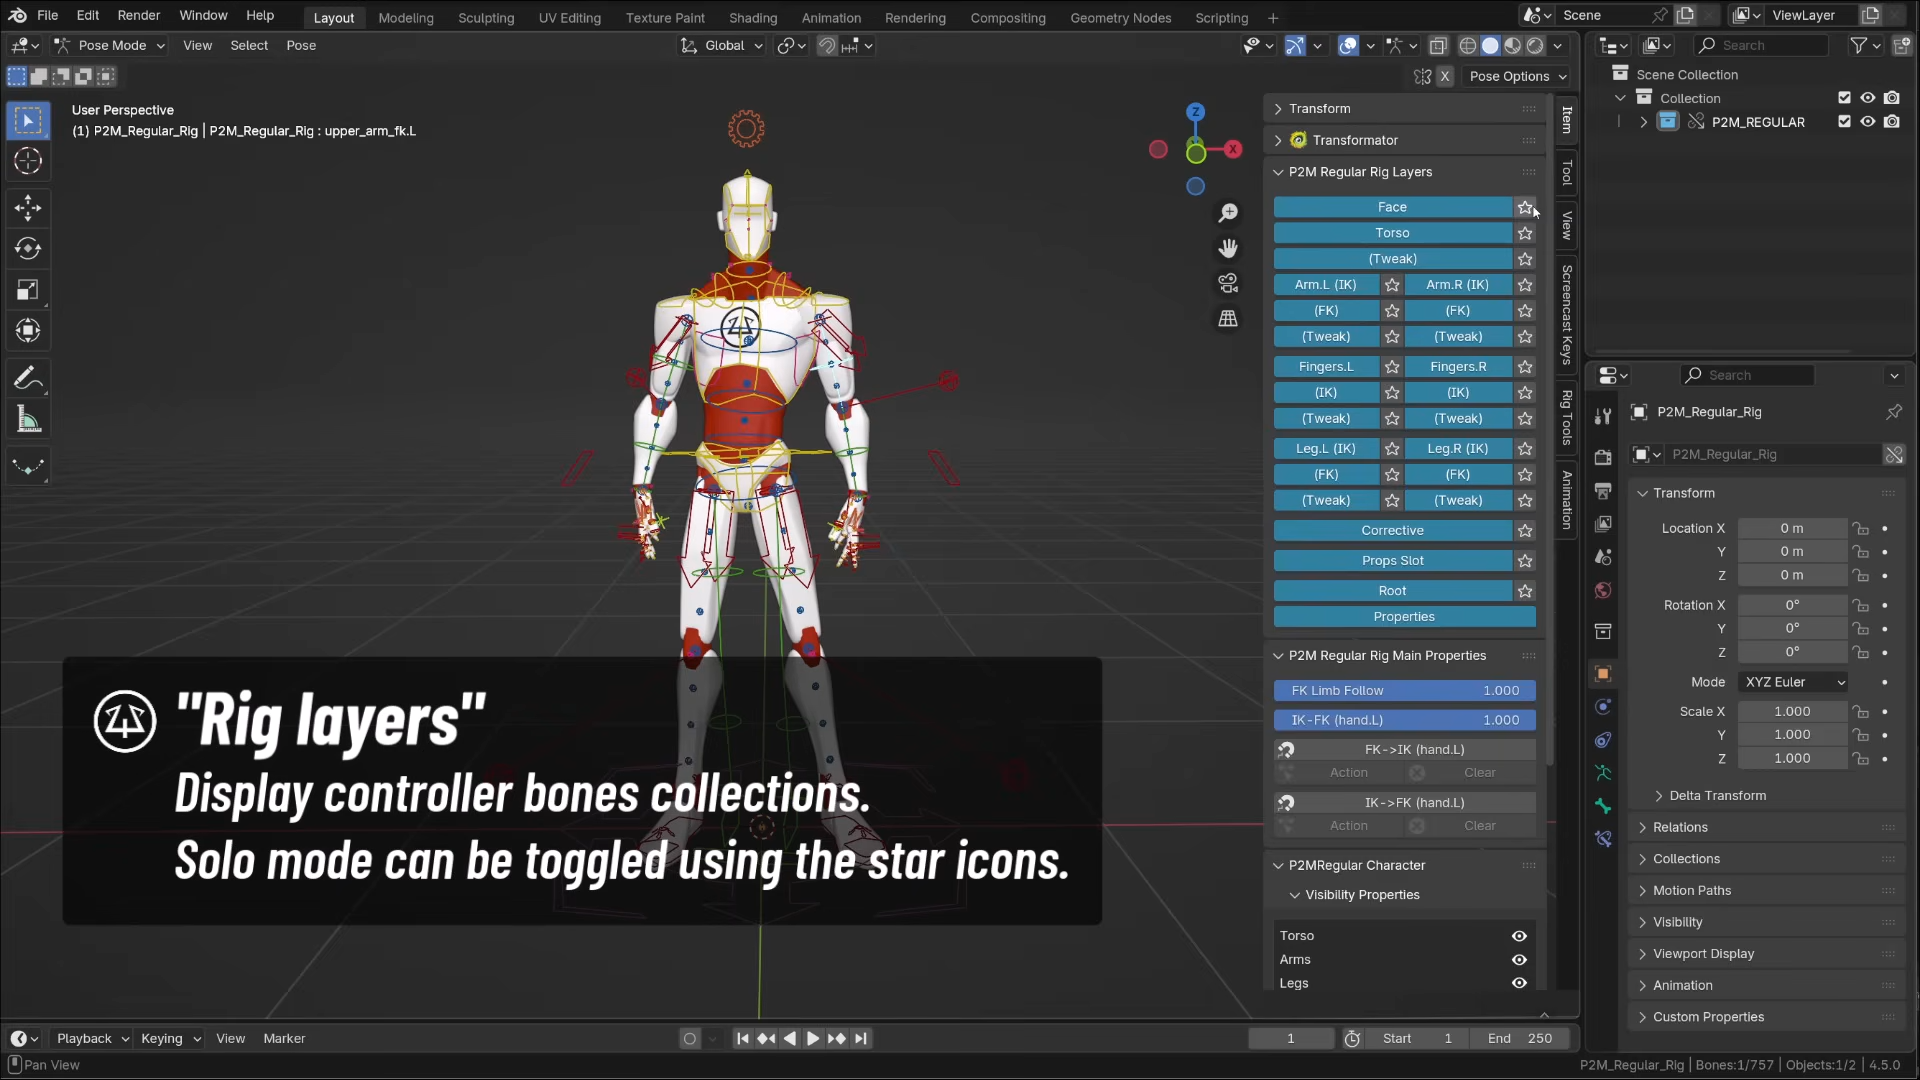 File Edit Render Window Help Layout Modeling Sculpting UV Editing Texture Paint Shading Animation Rendering Compositing Geometry Nodes Scripting + Scene ViewLayer
Pose Mode View Select Pose Global Search
X Pose Options
Scene Collection
Collection
P2M_REGULAR
User Perspective
(1) P2M_Regular_Rig | P2M_Regular_Rig : upper_arm_fk.L
Z
X
Item
Tool
View
Screencast Keys
Rig Tools
Animation
Transform
Transformator
P2M Regular Rig Layers
Face
Torso
(Tweak)
Arm.L (IK) Arm.R (IK)
(FK) (FK)
(Tweak) (Tweak)
Fingers.L Fingers.R
(IK) (IK)
(Tweak) (Tweak)
Leg.L (IK) Leg.R (IK)
(FK) (FK)
(Tweak) (Tweak)
Corrective
Props Slot
Root
Properties
P2M Regular Rig Main Properties
FK Limb Follow 1.000
IK-FK (hand.L) 1.000
FK->IK (hand.L)
Action Clear
IK->FK (hand.L)
Action Clear
P2MRegular Character
Visibility Properties
Torso
Arms
Legs
Search
P2M_Regular_Rig
P2M_Regular_Rig
Transform
Location X 0 m
Y 0 m
Z 0 m
Rotation X 0°
Y 0°
Z 0°
Mode XYZ Euler
Scale X 1.000
Y 1.000
Z 1.000
Delta Transform
Relations
Collections
Motion Paths
Visibility
Viewport Display
Animation
Custom Properties
"Rig layers"
Display controller bones collections.
Solo mode can be toggled using the star icons.
Playback Keying View Marker 1 Start 1 End 250
Pan View P2M_Regular_Rig | Bones:1/757 | Objects:1/2 | 4.5.0